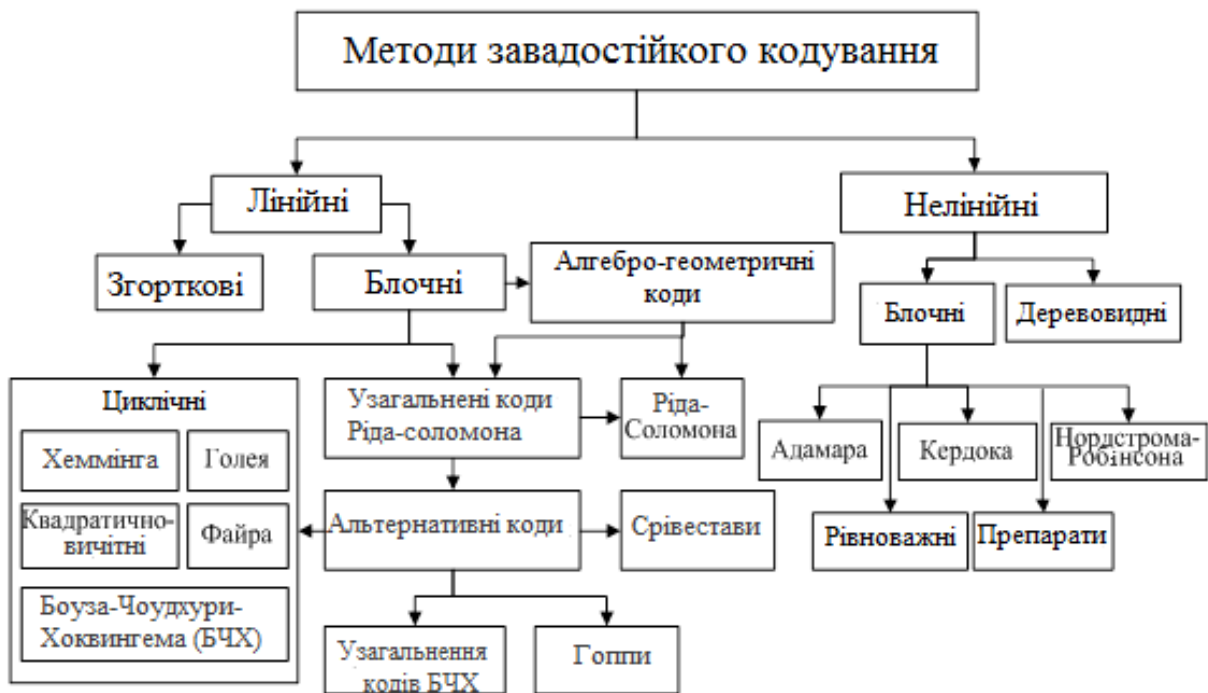 Методи завадостійкого кодування
Лінійні
Нелінійні
Згорткові
Блочні
Алгебро-геометричні
коди
Блочні
Деревовидні
Циклічні
Хеммінга
Голея
Квадратично-
вичітні
Файра
Боуза-Чоудхури-
Хоквингема (БЧХ)
Узагальнені коди
Ріда-соломона
Ріда-
Соломона
Альтернативні коди
Срівестави
Узагальнення
кодів БЧХ
Гоппи
Адамара
Кердока
Нордстрома-
Робінсона
Рівноважні
Препарати